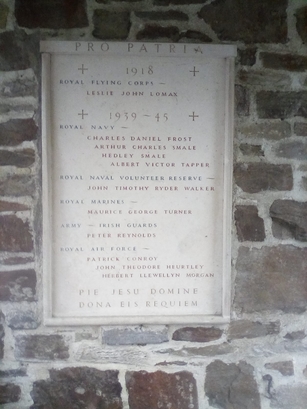 PRO PATRIA
1918
ROYAL FLYING CORPS —
LESLIE JOHN LOMAX
1939–45
ROYAL NAVY —
CHARLES DANIEL FROST
ARTHUR CHARLES SMALE
HEDLEY SMALE
ALBERT VICTOR TAPPER
ROYAL NAVAL VOLUNTEER RESERVE —
JOHN TIMOTHY RYDER WALKER
ROYAL MARINES —
MAURICE GEORGE TURNER
ARMY — IRISH GUARDS
PETER REYNOLDS
ROYAL AIR FORCE —
PATRICK CONROY
JOHN THEODORE HEURTLEY
HERBERT LLEWELLYN MORGAN
PIE JESU DOMINE
DONA EIS REQUIEM